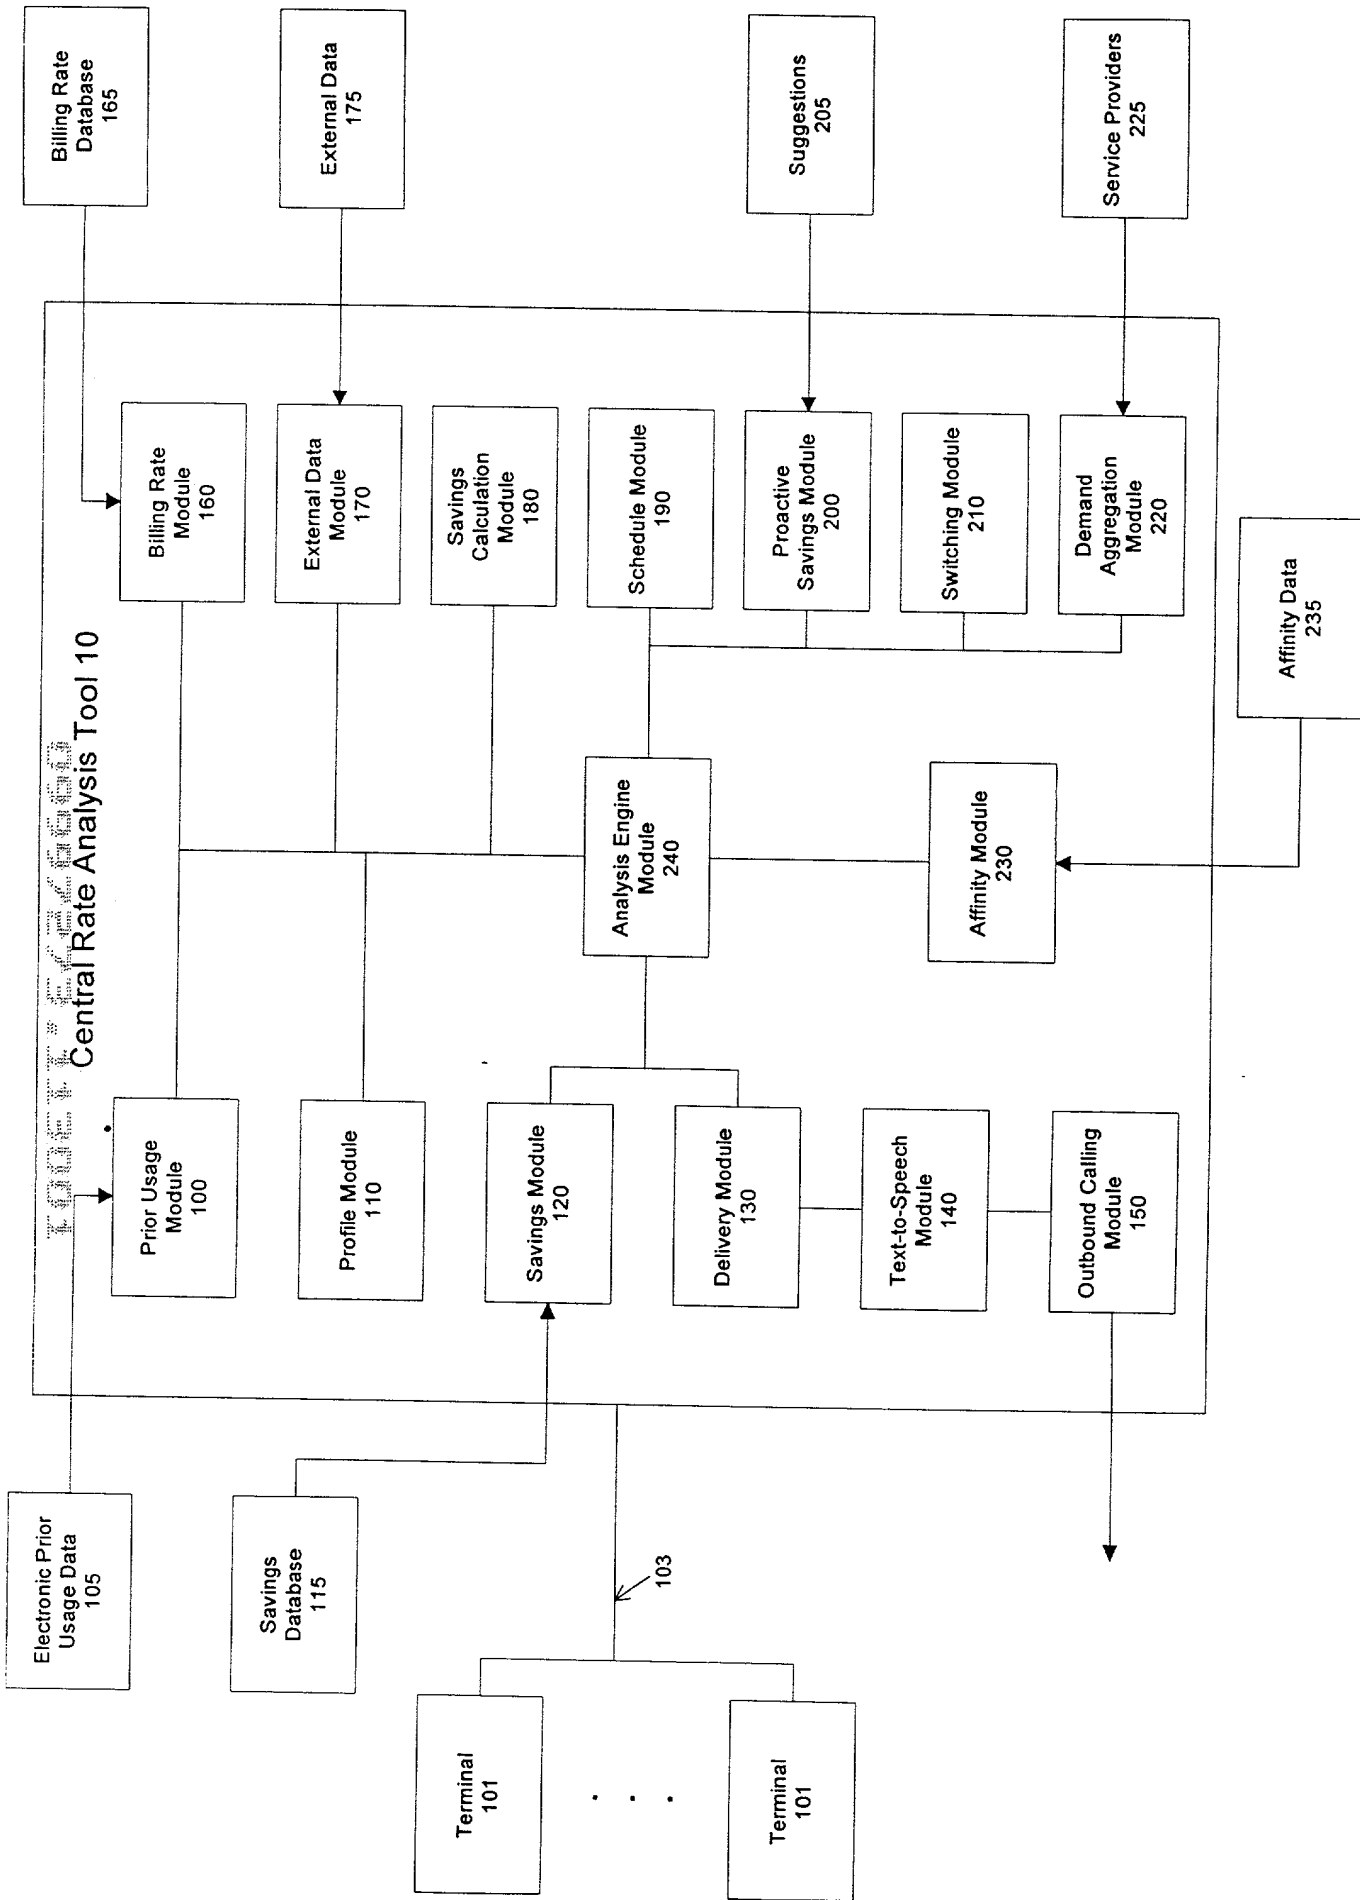 Central Rate Analysis Tool 10
Electronic Prior
Usage Data
105
Savings
Database
115
Terminal
101
. . .
Terminal
101
103
Prior Usage
Module
100
Profile Module
110
Savings Module
120
Delivery Module
130
Text-to-Speech
Module
140
Outbound Calling
Module
150
Analysis Engine
Module
240
Affinity Module
230
Billing Rate
Module
160
External Data
Module
170
Savings
Calculation
Module
180
Schedule Module
190
Proactive
Savings Module
200
Switching Module
210
Demand
Aggregation
Module
220
Affinity Data
235
Billing Rate
Database
165
External Data
175
Suggestions
205
Service Providers
225